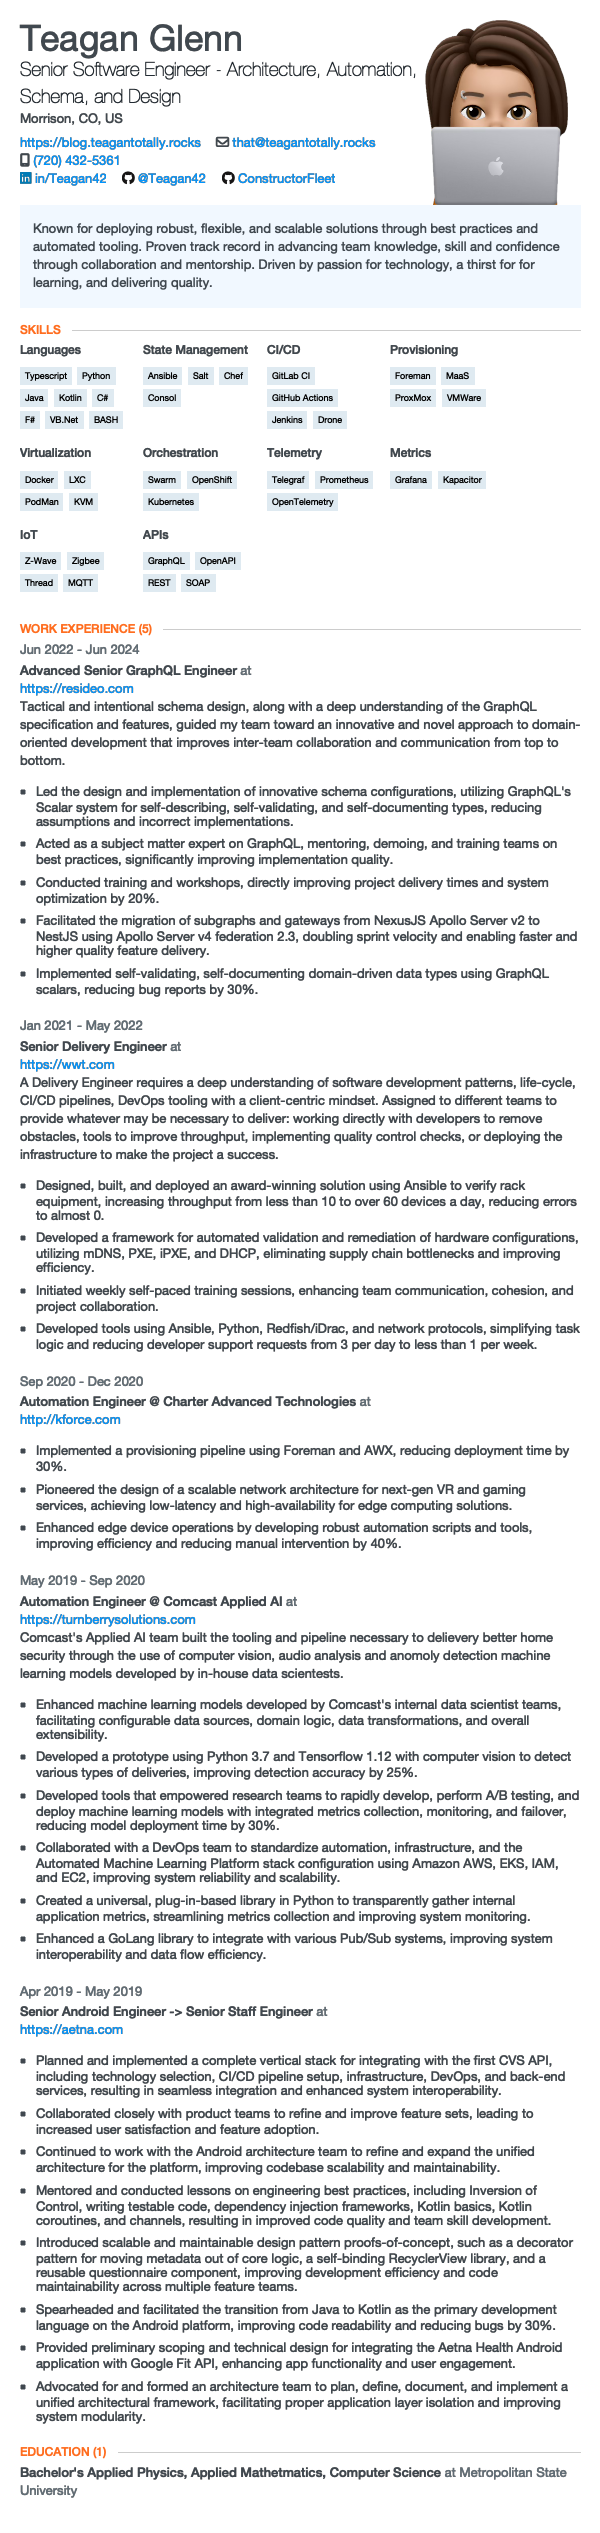 Teagan Glenn
Senior Software Engineer - Architecture, Automation,
Schema, and Design
Morrison, CO, US
https://blog.teagantotally.rocks that@teagantotally.rocks
(720) 432-5361
in/Teagan42 @Teagan42 ConstructorFleet
Known for deploying robust, flexible, and scalable solutions through best practices and
automated tooling. Proven track record in advancing team knowledge, skill and confidence
through collaboration and mentorship. Driven by passion for technology, a thirst for for
learning, and delivering quality.
SKILLS
Languages State Management CI/CD Provisioning
Typescript Python Ansible Salt Chef GitLab CI Foreman MaaS
Java Kotlin C# Consol GitHub Actions ProxMox VMWare
F# VB.Net BASH Jenkins Drone
Virtualization Orchestration Telemetry Metrics
Docker LXC Swarm OpenShift Telegraf Prometheus Grafana Kapacitor
PodMan KVM Kubernetes OpenTelemetry
IoT APIs
Z-Wave Zigbee GraphQL OpenAPI
Thread MQTT REST SOAP
WORK EXPERIENCE (5)
Jun 2022 - Jun 2024
Advanced Senior GraphQL Engineer at
https://resideo.com
Tactical and intentional schema design, along with a deep understanding of the GraphQL
specification and features, guided my team toward an innovative and novel approach to domain-
oriented development that improves inter-team collaboration and communication from top to
bottom.
Led the design and implementation of innovative schema configurations, utilizing GraphQL's
Scalar system for self-describing, self-validating, and self-documenting types, reducing
assumptions and incorrect implementations.
Acted as a subject matter expert on GraphQL, mentoring, demoing, and training teams on
best practices, significantly improving implementation quality.
Conducted training and workshops, directly improving project delivery times and system
optimization by 20%.
Facilitated the migration of subgraphs and gateways from NexusJS Apollo Server v2 to
NestJS using Apollo Server v4 federation 2.3, doubling sprint velocity and enabling faster and
higher quality feature delivery.
Implemented self-validating, self-documenting domain-driven data types using GraphQL
scalars, reducing bug reports by 30%.
Jan 2021 - May 2022
Senior Delivery Engineer at
https://wwt.com
A Delivery Engineer requires a deep understanding of software development patterns, life-cycle,
CI/CD pipelines, DevOps tooling with a client-centric mindset. Assigned to different teams to
provide whatever may be necessary to deliver: working directly with developers to remove
obstacles, tools to improve throughput, implementing quality control checks, or deploying the
infrastructure to make the project a success.
Designed, built, and deployed an award-winning solution using Ansible to verify rack
equipment, increasing throughput from less than 10 to over 60 devices a day, reducing errors
to almost 0.
Developed a framework for automated validation and remediation of hardware configurations,
utilizing mDNS, PXE, iPXE, and DHCP, eliminating supply chain bottlenecks and improving
efficiency.
Initiated weekly self-paced training sessions, enhancing team communication, cohesion, and
project collaboration.
Developed tools using Ansible, Python, Redfish/iDrac, and network protocols, simplifying task
logic and reducing developer support requests from 3 per day to less than 1 per week.
Sep 2020 - Dec 2020
Automation Engineer @ Charter Advanced Technologies at
http://kforce.com
Implemented a provisioning pipeline using Foreman and AWX, reducing deployment time by
30%.
Pioneered the design of a scalable network architecture for next-gen VR and gaming
services, achieving low-latency and high-availability for edge computing solutions.
Enhanced edge device operations by developing robust automation scripts and tools,
improving efficiency and reducing manual intervention by 40%.
May 2019 - Sep 2020
Automation Engineer @ Comcast Applied AI at
https://turnberrysolutions.com
Comcast's Applied AI team built the tooling and pipeline necessary to delievery better home
security through the use of computer vision, audio analysis and anomoly detection machine
learning models developed by in-house data scientests.
Enhanced machine learning models developed by Comcast's internal data scientist teams,
facilitating configurable data sources, domain logic, data transformations, and overall
extensibility.
Developed a prototype using Python 3.7 and Tensorflow 1.12 with computer vision to detect
various types of deliveries, improving detection accuracy by 25%.
Developed tools that empowered research teams to rapidly develop, perform A/B testing, and
deploy machine learning models with integrated metrics collection, monitoring, and failover,
reducing model deployment time by 30%.
Collaborated with a DevOps team to standardize automation, infrastructure, and the
Automated Machine Learning Platform stack configuration using Amazon AWS, EKS, IAM,
and EC2, improving system reliability and scalability.
Created a universal, plug-in-based library in Python to transparently gather internal
application metrics, streamlining metrics collection and improving system monitoring.
Enhanced a GoLang library to integrate with various Pub/Sub systems, improving system
interoperability and data flow efficiency.
Apr 2019 - May 2019
Senior Android Engineer -> Senior Staff Engineer at
https://aetna.com
Planned and implemented a complete vertical stack for integrating with the first CVS API,
including technology selection, CI/CD pipeline setup, infrastructure, DevOps, and back-end
services, resulting in seamless integration and enhanced system interoperability.
Collaborated closely with product teams to refine and improve feature sets, leading to
increased user satisfaction and feature adoption.
Continued to work with the Android architecture team to refine and expand the unified
architecture for the platform, improving codebase scalability and maintainability.
Mentored and conducted lessons on engineering best practices, including Inversion of
Control, writing testable code, dependency injection frameworks, Kotlin basics, Kotlin
coroutines, and channels, resulting in improved code quality and team skill development.
Introduced scalable and maintainable design pattern proofs-of-concept, such as a decorator
pattern for moving metadata out of core logic, a self-binding RecyclerView library, and a
reusable questionnaire component, improving development efficiency and code
maintainability across multiple feature teams.
Spearheaded and facilitated the transition from Java to Kotlin as the primary development
language on the Android platform, improving code readability and reducing bugs by 30%.
Provided preliminary scoping and technical design for integrating the Aetna Health Android
application with Google Fit API, enhancing app functionality and user engagement.
Advocated for and formed an architecture team to plan, define, document, and implement a
unified architectural framework, facilitating proper application layer isolation and improving
system modularity.
EDUCATION (1)
Bachelor's Applied Physics, Applied Mathetmatics, Computer Science at Metropolitan State
University